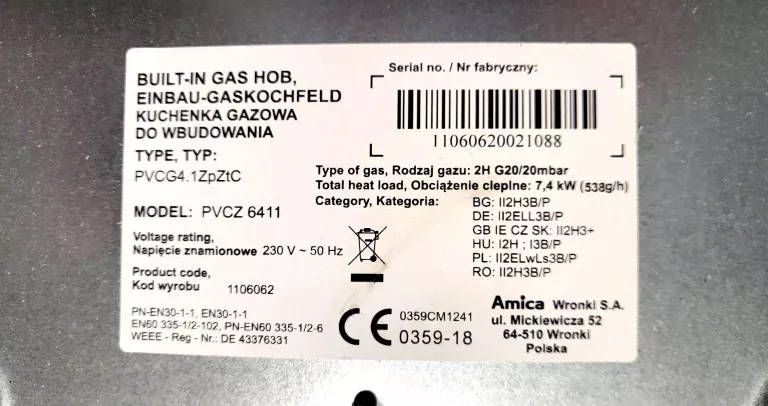 BUILT-IN GAS HOB,
EINBAU-GASKOCHFELD
KUCHENKA GAZOWA
DO WBUDOWANIA
TYPE, TYP:
PVCG4.1ZpZtC
MODEL: PVCZ 6411
Voltage rating,
Napięcie znamionowe 230 V ~ 50 Hz
Product code,
Kod wyrobu 1106062
PN-EN30-1-1, EN30-1-1
EN60 335-1/2-102, PN-EN60 335-1/2-6
WEEE - Reg - Nr.: DE 43376331
Serial no. / Nr fabryczny:
11060620021088
Type of gas, Rodzaj gazu: 2H G20/20mbar
Total heat load, Obciążenie cieplne: 7,4 kW (538g/h)
Category, Kategoria: BG: II2H3B/P
DE: II2ELL3B/P
GB IE CZ SK: II2H3+
HU: I2H ; I3B/P
PL: II2ELwLs3B/P
RO: II2H3B/P
CE 0359CM1241
0359-18
Amica Wronki S.A.
ul. Mickiewicza 52
64-510 Wronki
Polska